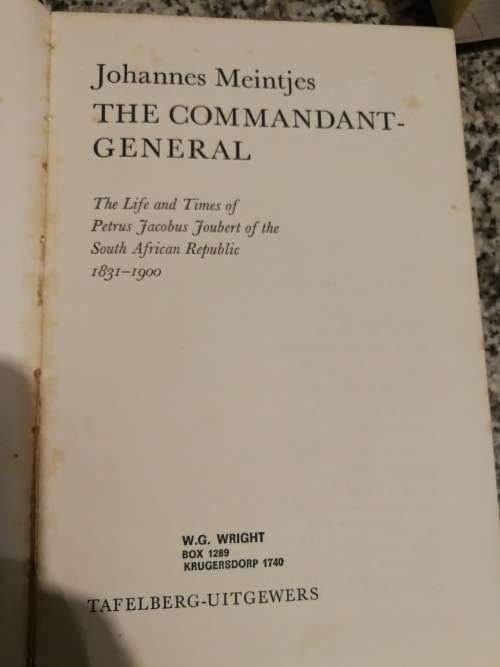 Johannes Meintjes
THE COMMANDANT-
GENERAL
The Life and Times of
Petrus Jacobus Joubert of the
South African Republic
1831–1900
W.G. WRIGHT
BOX 1289
KRUGERSDORP 1740
TAFELBERG-UITGEWERS